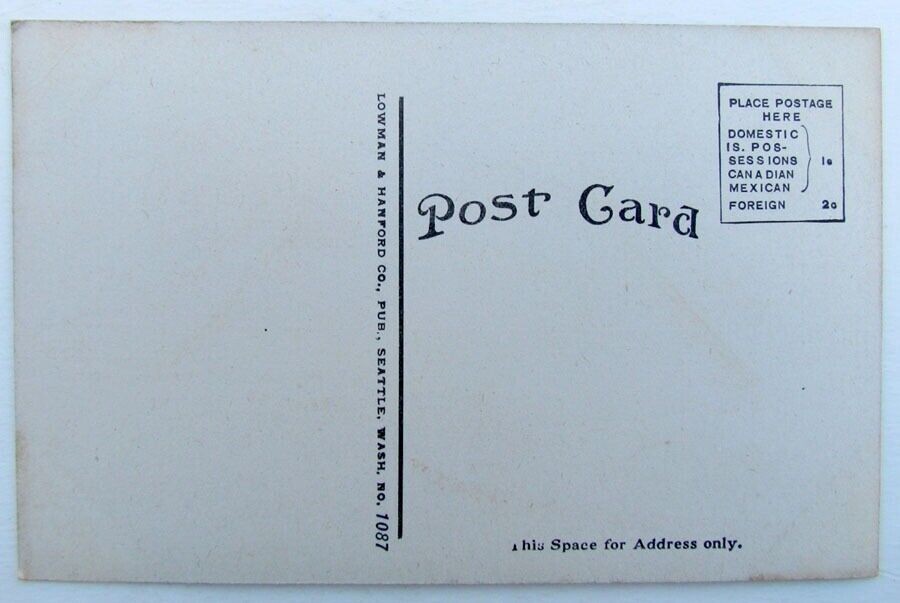 LOWMAN & HANFORD CO., PUB., SEATTLE, WASH. NO. 1087
Post Card
PLACE POSTAGE
HERE
DOMESTIC
IS. POS-
SESSIONS 1c
CANADIAN
MEXICAN
FOREIGN 2c
This Space for Address only.